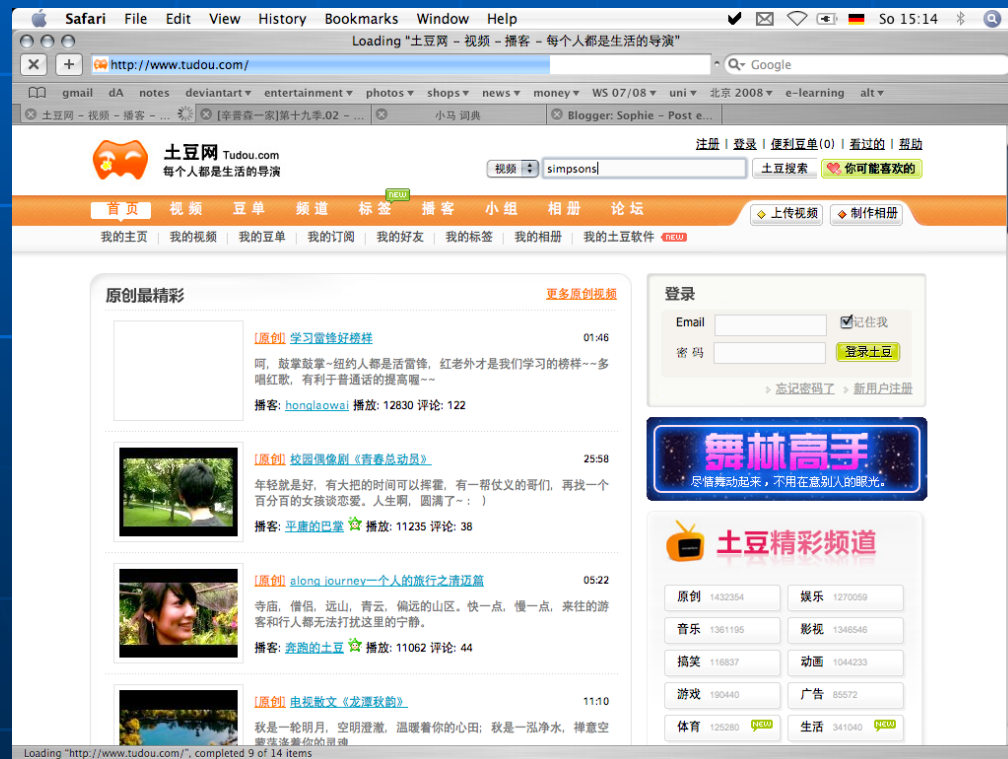 Safari File Edit View History Bookmarks Window Help So 15:14
Loading “土豆网 – 视频 – 播客 – 每个人都是生活的导演”
http://www.tudou.com/ Google
gmail dA notes deviantart entertainment photos shops news money WS 07/08 uni 北京 2008 e-learning alt
土豆网 – 视频 – 播客 – ... [辛普森一家]第十九季.02 – ... 小马 词典 Blogger: Sophie – Post e...
注册 | 登录 | 便利豆单(0) | 看过的 | 帮助
土豆网 Tudou.com
每个人都是生活的导演
视频 simpsons 土豆搜索 你可能喜欢的
NEW
首页 视频 豆单 频道 标签 播客 小组 相册 论坛
上传视频 制作相册
我的主页 我的视频 我的豆单 我的订阅 我的好友 我的标签 我的相册 我的土豆软件 NEW
原创最精彩 更多原创视频
[原创] 学习雷锋好榜样 01:46
呵，鼓掌鼓掌~纽约人都是活雷锋，红老外才是我们学习的榜样~~多
唱红歌，有利于普通话的提高喔~~
播客: honglaowai 播放: 12830 评论: 122
[原创] 校园偶像剧《青春总动员》 25:58
年轻就是好，有大把的时间可以挥霍，有一帮仗义的哥们，再找一个
百分百的女孩谈恋爱。人生啊，圆满了~：）
播客: 平庸的巴掌 播放: 11235 评论: 38
[原创] along journey一个人的旅行之清迈篇 05:22
寺庙，僧侣，远山，青云，偏远的山区。快一点，慢一点，来往的游
客和行人都无法打扰这里的宁静。
播客: 奔跑的土豆 播放: 11062 评论: 44
[原创] 电视散文《龙潭秋韵》 11:10
秋是一轮明月，空明澄澈，温暖着你的心田；秋是一泓净水，禅意空
蒙荡涤着你的灵魂
登录
Email 记住我
密 码 登录土豆
忘记密码了 新用户注册
舞林高手
尽情舞动起来，不用在意别人的眼光。
土豆精彩频道
原创 1432354 娱乐 1270059
音乐 1361195 影视 1346546
搞笑 116837 动画 1044233
游戏 190440 广告 85572
体育 125280 NEW 生活 341040 NEW
Loading “http://www.tudou.com/”, completed 9 of 14 items